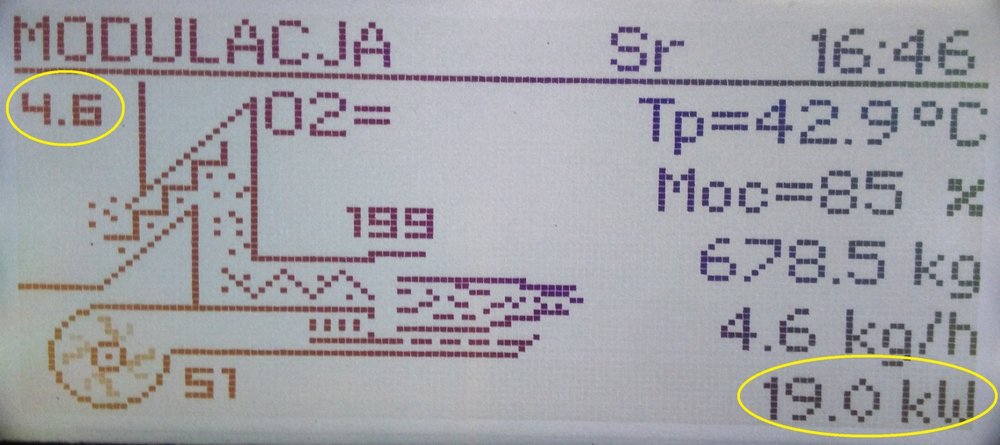 MODULACJA Sr 16:46
4.6 O2= Tp=42.9°C
Moc=85 %
199
678.5 kg
4.6 kg/h
51 19.0 kW